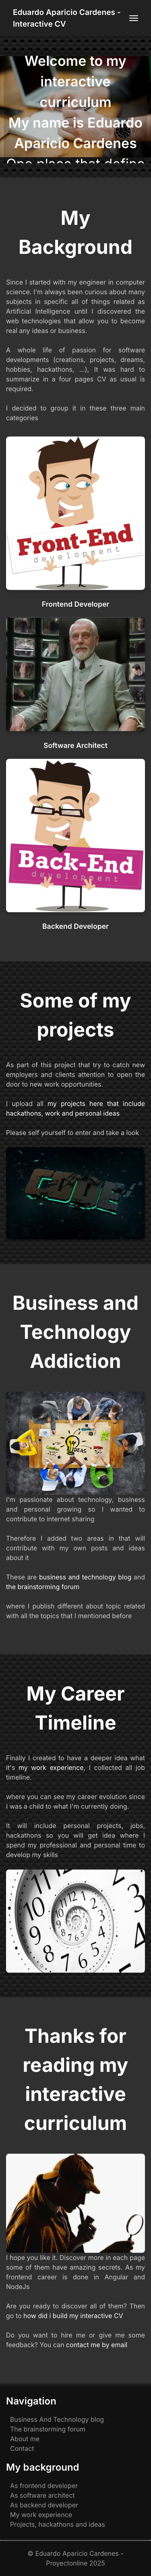 Eduardo Aparicio Cardenes -
Interactive CV
Welcome to my
interactive
curriculum
My name is Eduardo
Aparicio Cardenes
One place that define
My
Background
Since I started with my engineer in computer
science. I'm always been curious about many
subjects in specific all of things related as
Artificial Intelligence until I discovered the
web technologies that allow you to become
real any ideas or business.
A whole life of passion for software
developments (creations, projects, dreams,
hobbies, hackathons, ...), It was hard to
summarize in a four pages CV as usual is
required.
I decided to group it in these three main
categories
Front-End
development
Frontend Developer
Software Architect
Back-End
development
Backend Developer
Some of my
projects
As part of this project that try to catch new
employers and clients attention to open the
door to new work opportunities.
I upload all my projects here that include
hackathons, work and personal ideas
Please self yourself to enter and take a look
CODE
Business and
Technology
Addiction
IDEAS
I'm passionate about technology, business
and personal growing so I wanted to
contribute to internet sharing
Therefore I added two areas in that will
contribute with my own posts and ideas
about it
These are business and technology blog and
the brainstorming forum
where I publish different about topic related
with all the topics that I mentioned before
My Career
Timeline
Finally I created to have a deeper idea what
it's my work experience, I collected all job
timeline.
where you can see my career evolution since
I was a child to what I'm currently doing.
It will include personal projects, jobs,
hackathons so you will get idea where I
spend my professional and personal time to
develop my skills
Thanks for
reading my
interactive
curriculum
I hope you like it. Discover more in each page
some of them have amazing secrets. As my
frontend career is done in Angular and
NodeJs
Are you ready to discover all of them? Then
go to how did i build my interactive CV
Do you want to hire me or give me some
feedback? You can contact me by email
Navigation
Business And Technology blog
The brainstorming forum
About me
Contact
My background
As frontend developer
As software architect
As backend developer
My work experience
Projects, hackathons and ideas
© Eduardo Aparicio Cardenes -
Proyectonline 2025